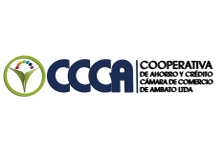 CCCA
COOPERATIVA
DE AHORRO Y CRÉDITO
CÁMARA DE COMERCIO
DE AMBATO LTDA